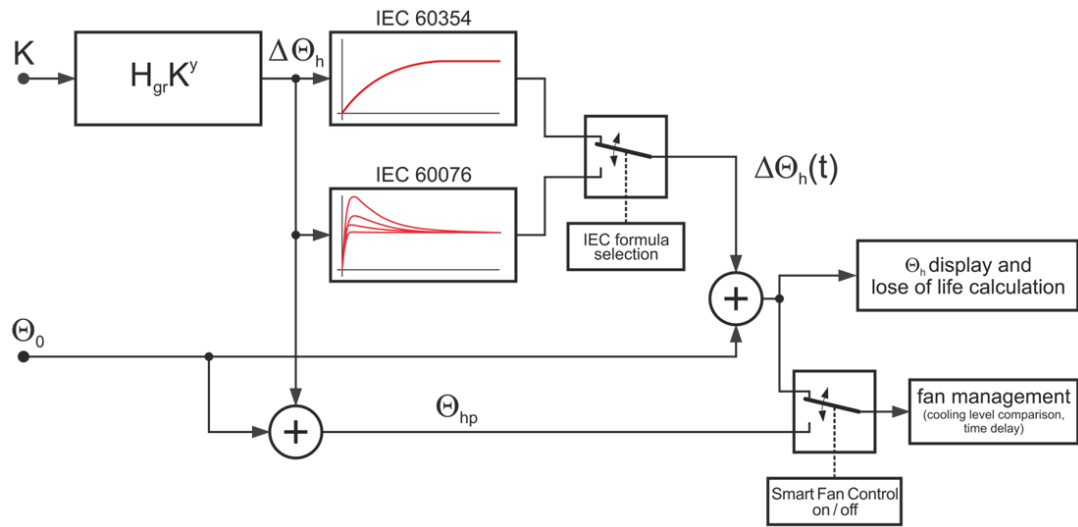 IEC 60354
K
H_gr K^y
ΔΘ_h
IEC 60076
ΔΘ_h(t)
IEC formula
selection
+
Θ_h display and
lose of life calculation
Θ_0
Θ_hp
+
fan management
(cooling level comparison,
time delay)
Smart Fan Control
on / off